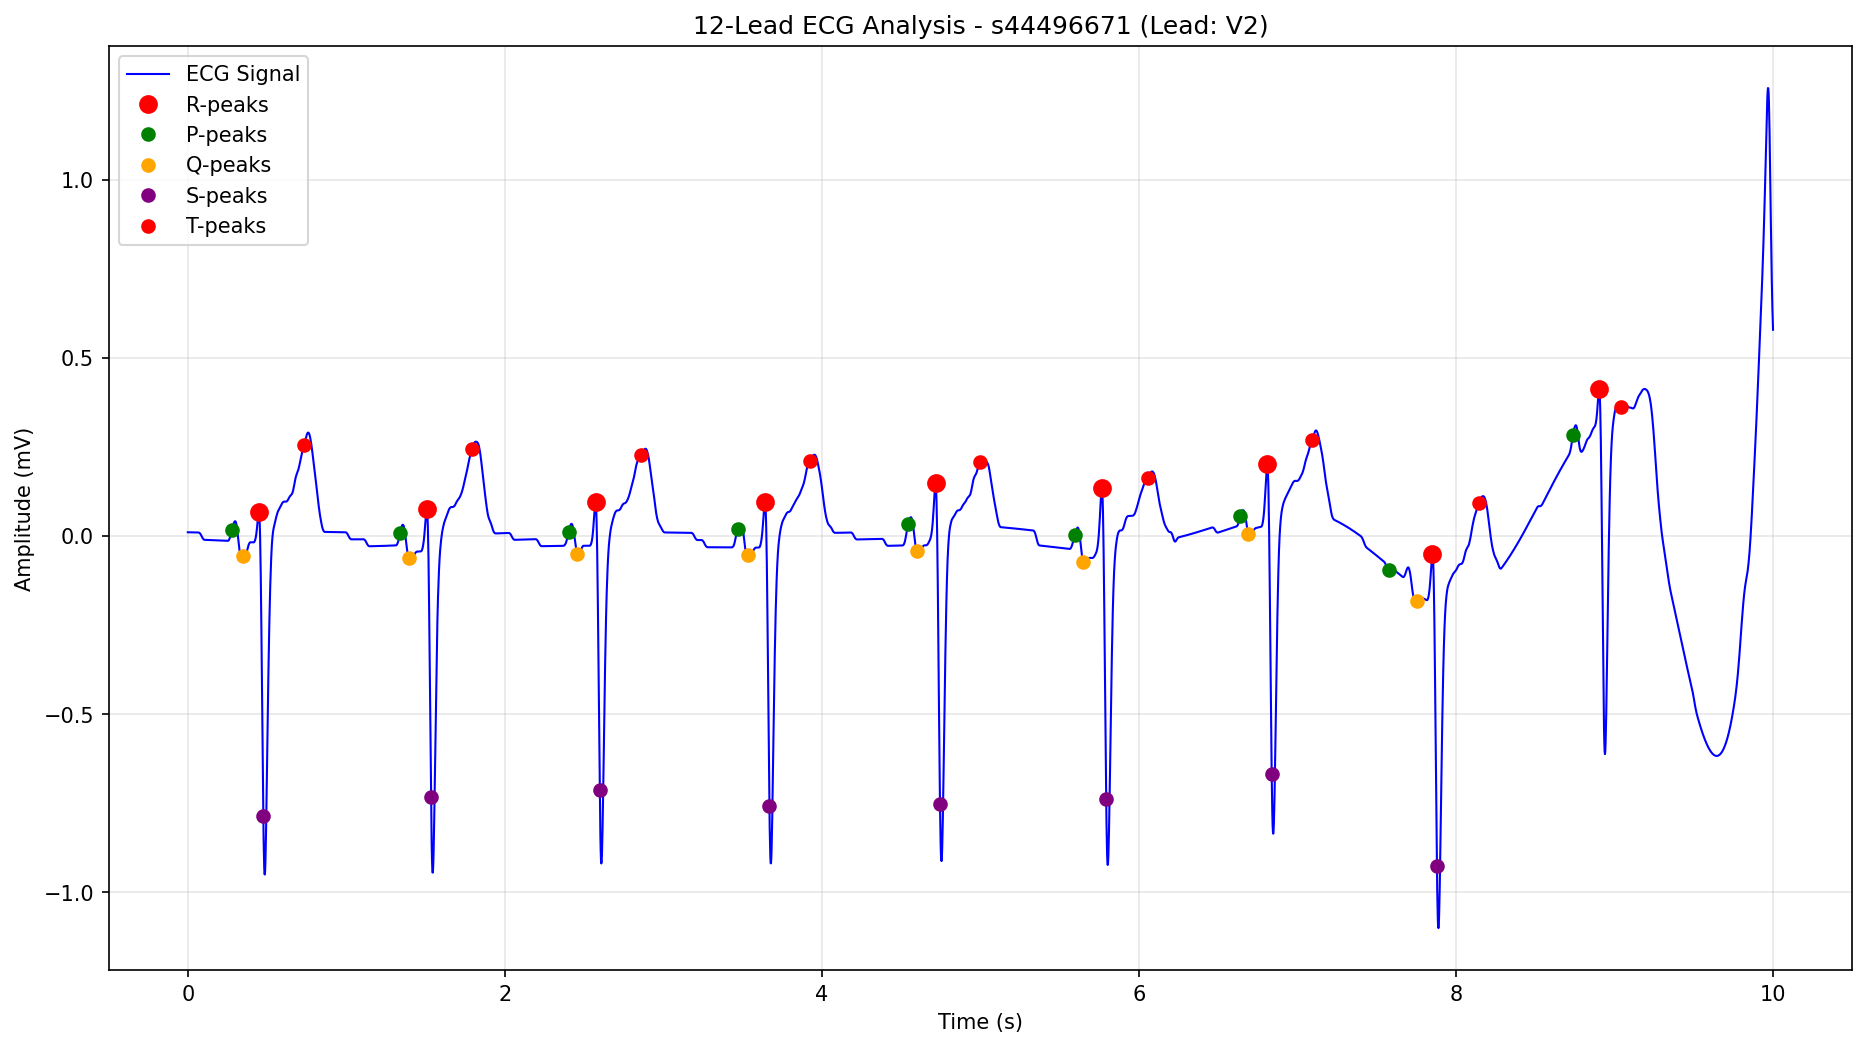 12-Lead ECG Analysis - s44496671 (Lead: V2)
ECG Signal
R-peaks
P-peaks
Q-peaks
S-peaks
T-peaks
Amplitude (mV)
1.0
0.5
0.0
−0.5
−1.0
0 2 4 6 8 10
Time (s)